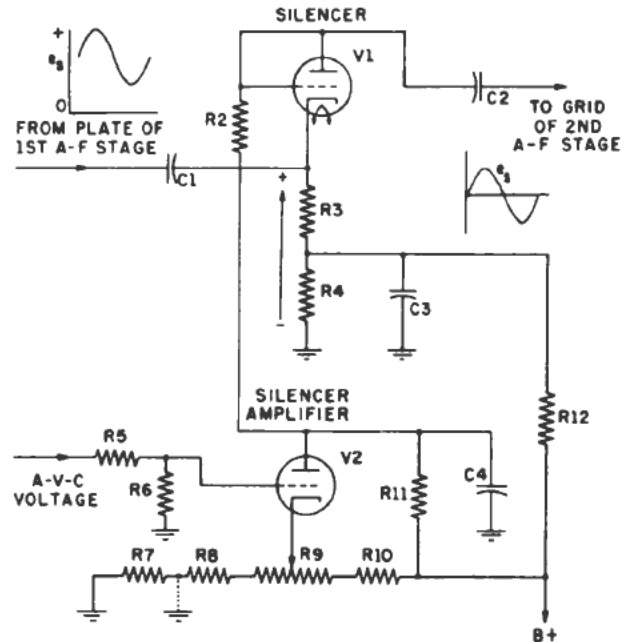 SILENCER
V1
+
es
0
R2
C2
FROM PLATE OF
1ST A-F STAGE
TO GRID
OF 2ND
A-F STAGE
C1
+
es
R3
R4
C3
-
SILENCER
AMPLIFIER
R12
R5
V2
A-V-C
VOLTAGE
R6
R11
C4
R7
R8
R9
R10
B+